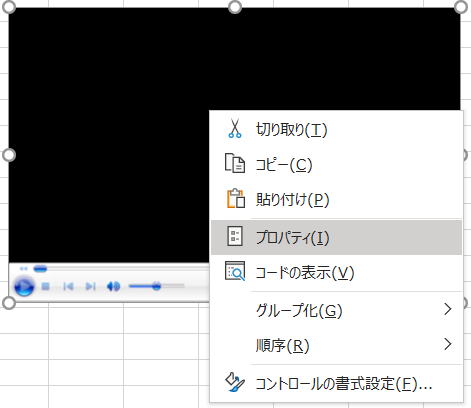 切り取り(T)
コピー(C)
貼り付け(P)
プロパティ(I)
コードの表示(V)
グループ化(G)
順序(R)
コントロールの書式設定(F)...